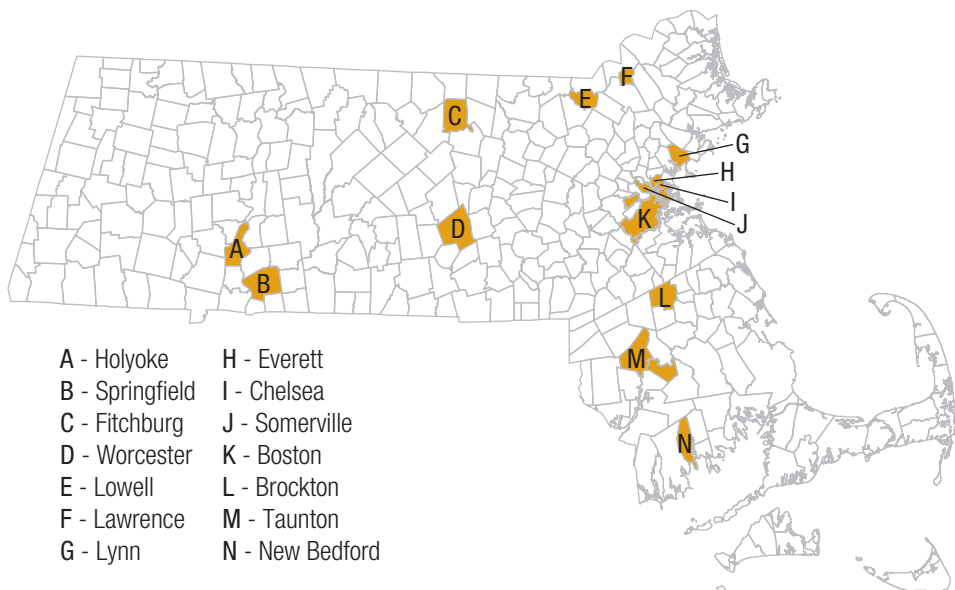 F
E
C
G
H
I
J
K
D
A
B
L
M
N
A - Holyoke
B - Springfield
C - Fitchburg
D - Worcester
E - Lowell
F - Lawrence
G - Lynn
H - Everett
I - Chelsea
J - Somerville
K - Boston
L - Brockton
M - Taunton
N - New Bedford